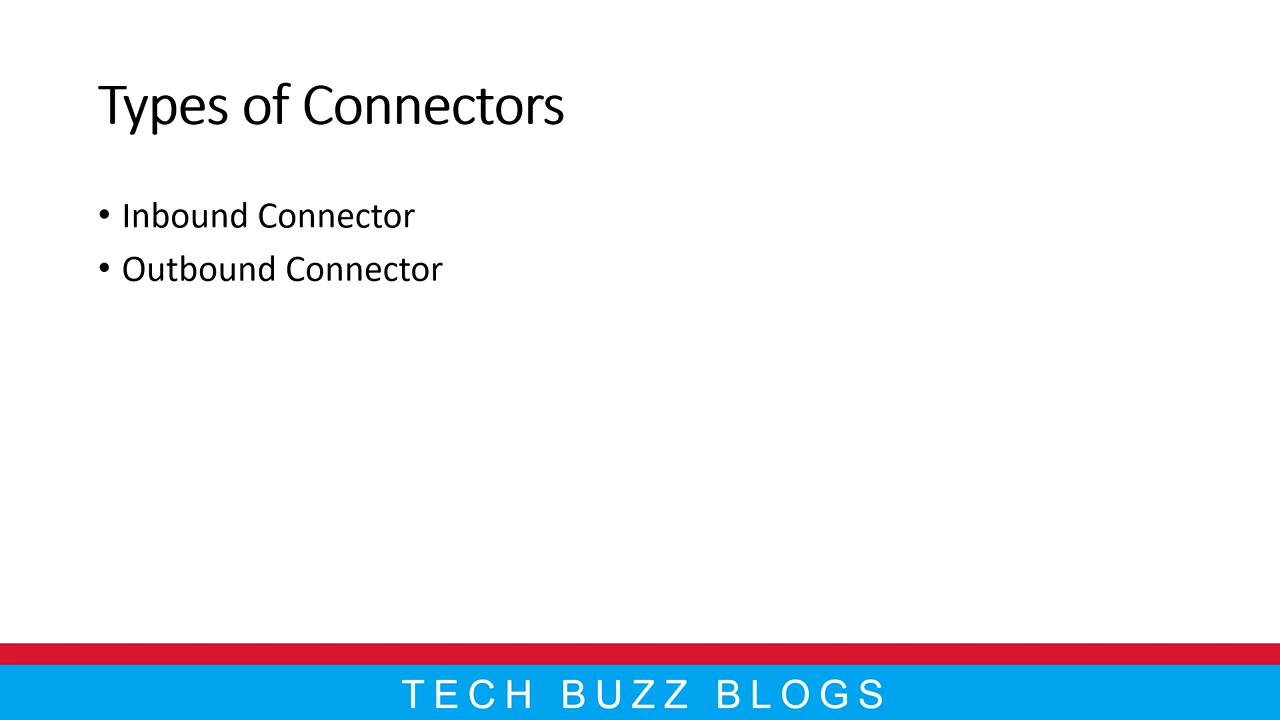 Types of Connectors
• Inbound Connector
• Outbound Connector
TECH BUZZ BLOGS